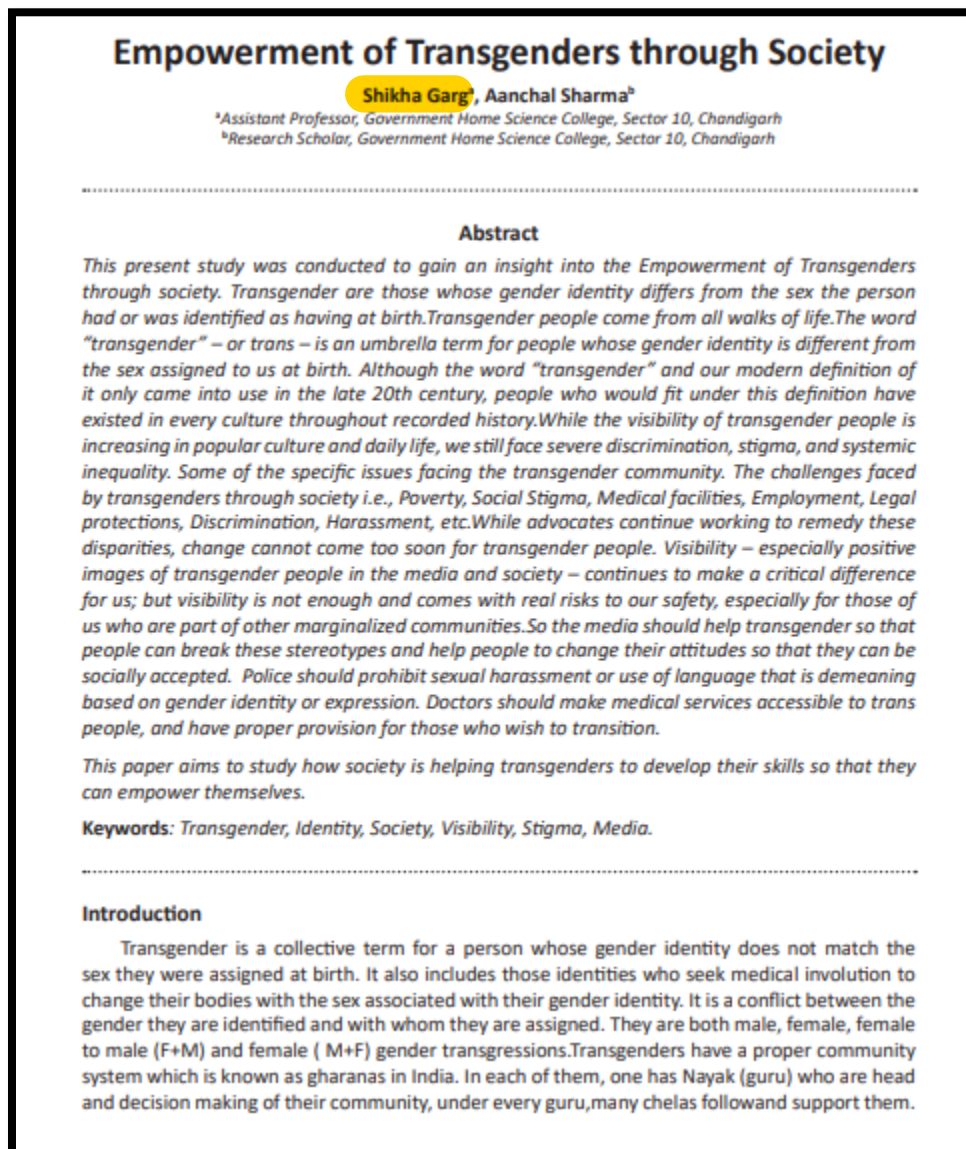 Empowerment of Transgenders through Society
Shikha Gargᵃ, Aanchal Sharmaᵇ
ᵃAssistant Professor, Government Home Science College, Sector 10, Chandigarh
ᵇResearch Scholar, Government Home Science College, Sector 10, Chandigarh
Abstract
This present study was conducted to gain an insight into the Empowerment of Transgenders
through society. Transgender are those whose gender identity differs from the sex the person
had or was identified as having at birth.Transgender people come from all walks of life.The word
“transgender” – or trans – is an umbrella term for people whose gender identity is different from
the sex assigned to us at birth. Although the word “transgender” and our modern definition of
it only came into use in the late 20th century, people who would fit under this definition have
existed in every culture throughout recorded history.While the visibility of transgender people is
increasing in popular culture and daily life, we still face severe discrimination, stigma, and systemic
inequality. Some of the specific issues facing the transgender community. The challenges faced
by transgenders through society i.e., Poverty, Social Stigma, Medical facilities, Employment, Legal
protections, Discrimination, Harassment, etc.While advocates continue working to remedy these
disparities, change cannot come too soon for transgender people. Visibility – especially positive
images of transgender people in the media and society – continues to make a critical difference
for us; but visibility is not enough and comes with real risks to our safety, especially for those of
us who are part of other marginalized communities.So the media should help transgender so that
people can break these stereotypes and help people to change their attitudes so that they can be
socially accepted. Police should prohibit sexual harassment or use of language that is demeaning
based on gender identity or expression. Doctors should make medical services accessible to trans
people, and have proper provision for those who wish to transition.
This paper aims to study how society is helping transgenders to develop their skills so that they
can empower themselves.
Keywords: Transgender, Identity, Society, Visibility, Stigma, Media.
Introduction
Transgender is a collective term for a person whose gender identity does not match the
sex they were assigned at birth. It also includes those identities who seek medical involution to
change their bodies with the sex associated with their gender identity. It is a conflict between the
gender they are identified and with whom they are assigned. They are both male, female, female
to male (F+M) and female ( M+F) gender transgressions.Transgenders have a proper community
system which is known as gharanas in India. In each of them, one has Nayak (guru) who are head
and decision making of their community, under every guru,many chelas followand support them.